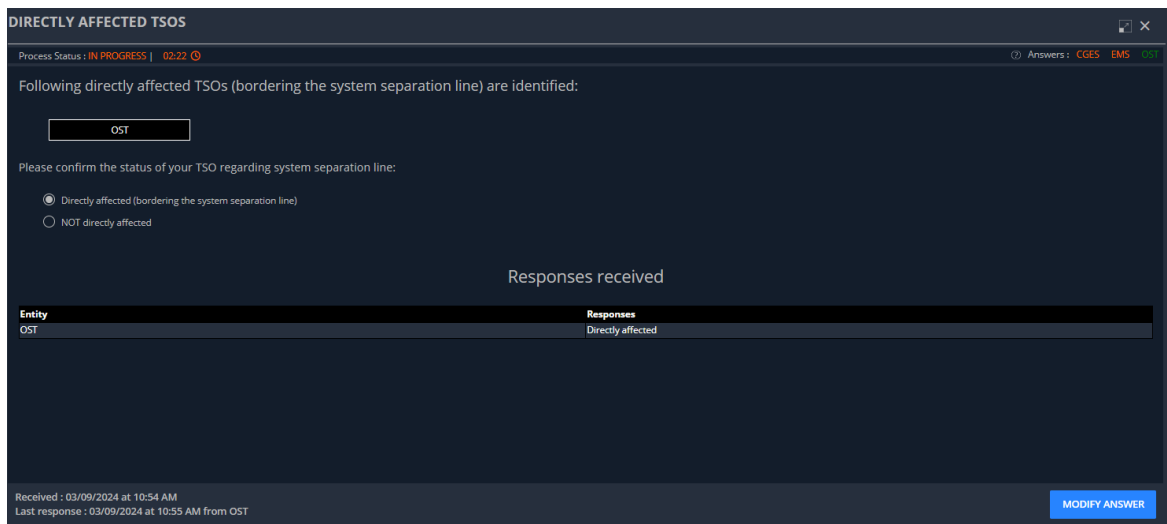 DIRECTLY AFFECTED TSOS
Process Status : IN PROGRESS | 02:22
Answers : CGES EMS OST
Following directly affected TSOs (bordering the system separation line) are identified:
OST
Please confirm the status of your TSO regarding system separation line:
Directly affected (bordering the system separation line)
NOT directly affected
Responses received
Entity Responses
OST Directly affected
Received : 03/09/2024 at 10:54 AM
Last response : 03/09/2024 at 10:55 AM from OST
MODIFY ANSWER